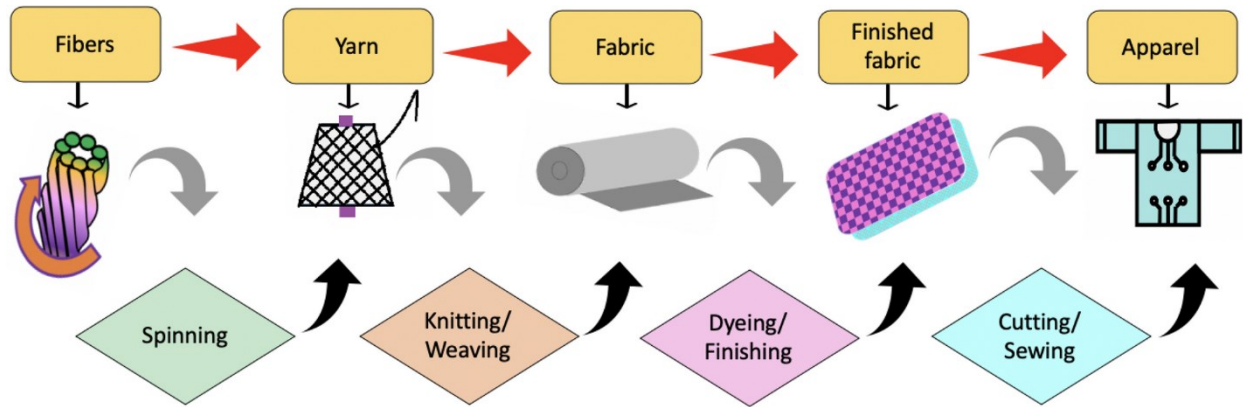 Fibers
Yarn
Fabric
Finished
fabric
Apparel
Spinning
Knitting/
Weaving
Dyeing/
Finishing
Cutting/
Sewing